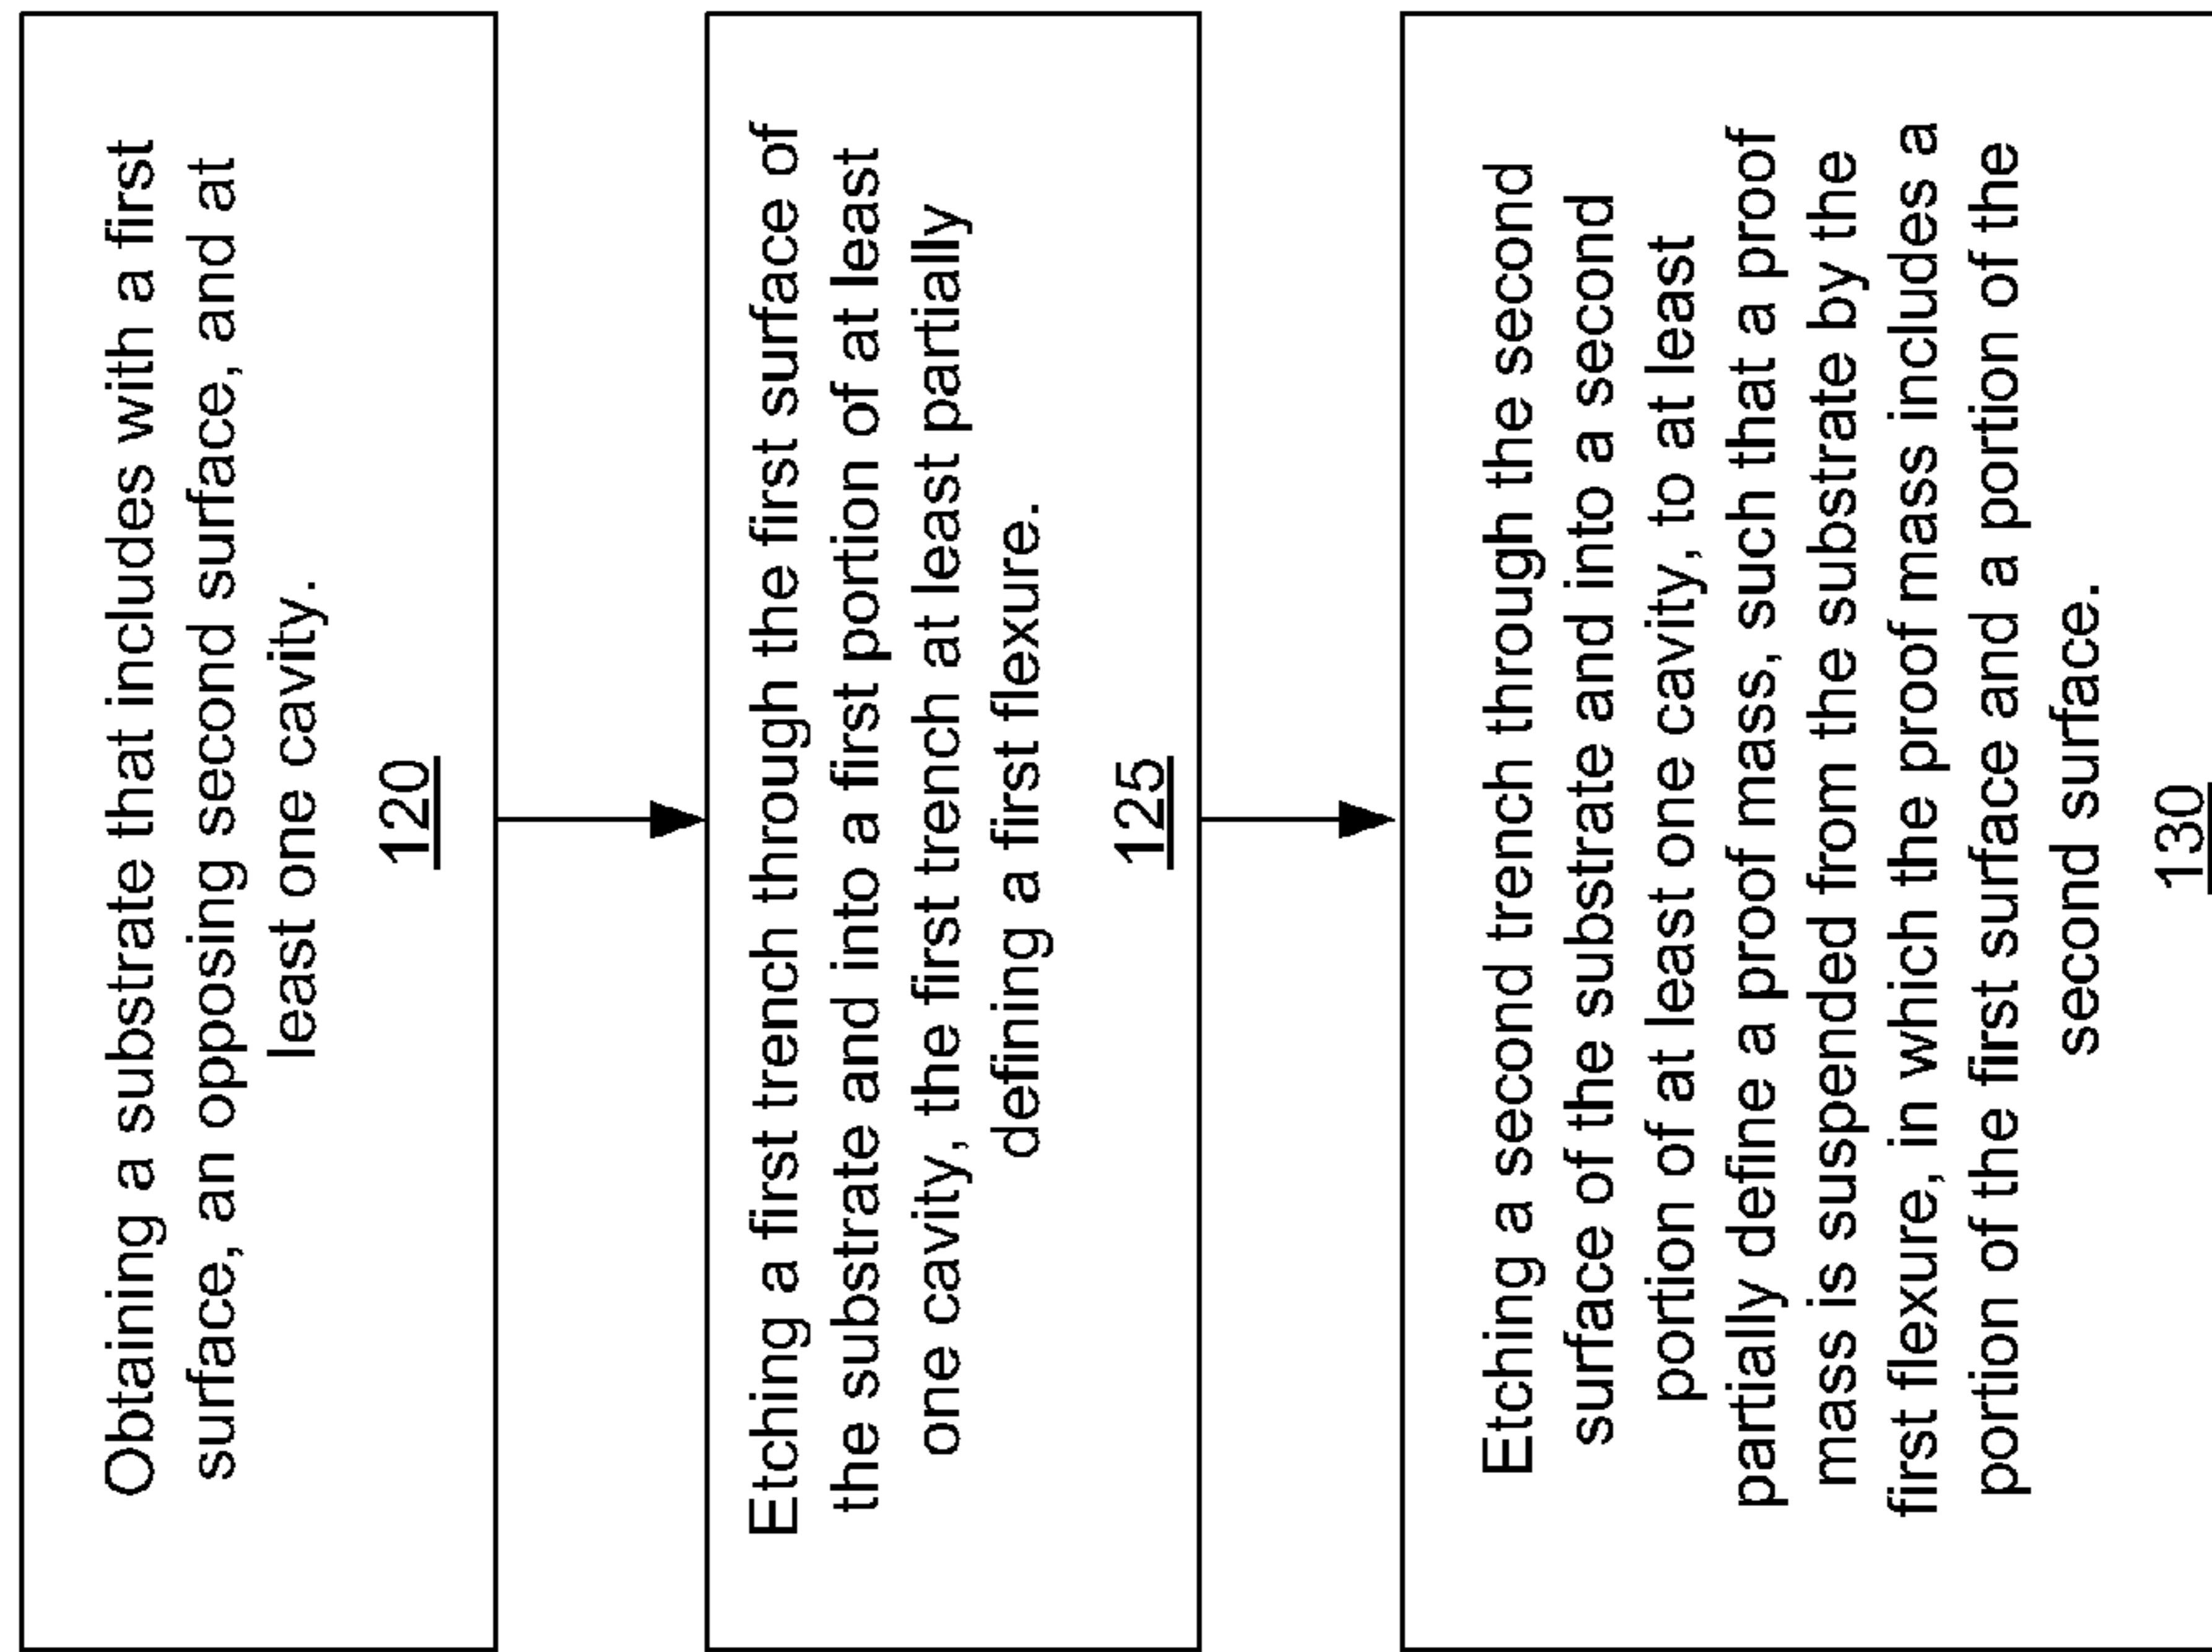 Obtaining a substrate that includes with a first
surface, an opposing second surface, and at
least one cavity.
120
Etching a first trench through the first surface of
the substrate and into a first portion of at least
one cavity, the first trench at least partially
defining a first flexure.
125
Etching a second trench through the second
surface of the substrate and into a second
portion of at least one cavity, to at least
partially define a proof mass, such that a proof
mass is suspended from the substrate by the
first flexure, in which the proof mass includes a
portion of the first surface and a portion of the
second surface.
130